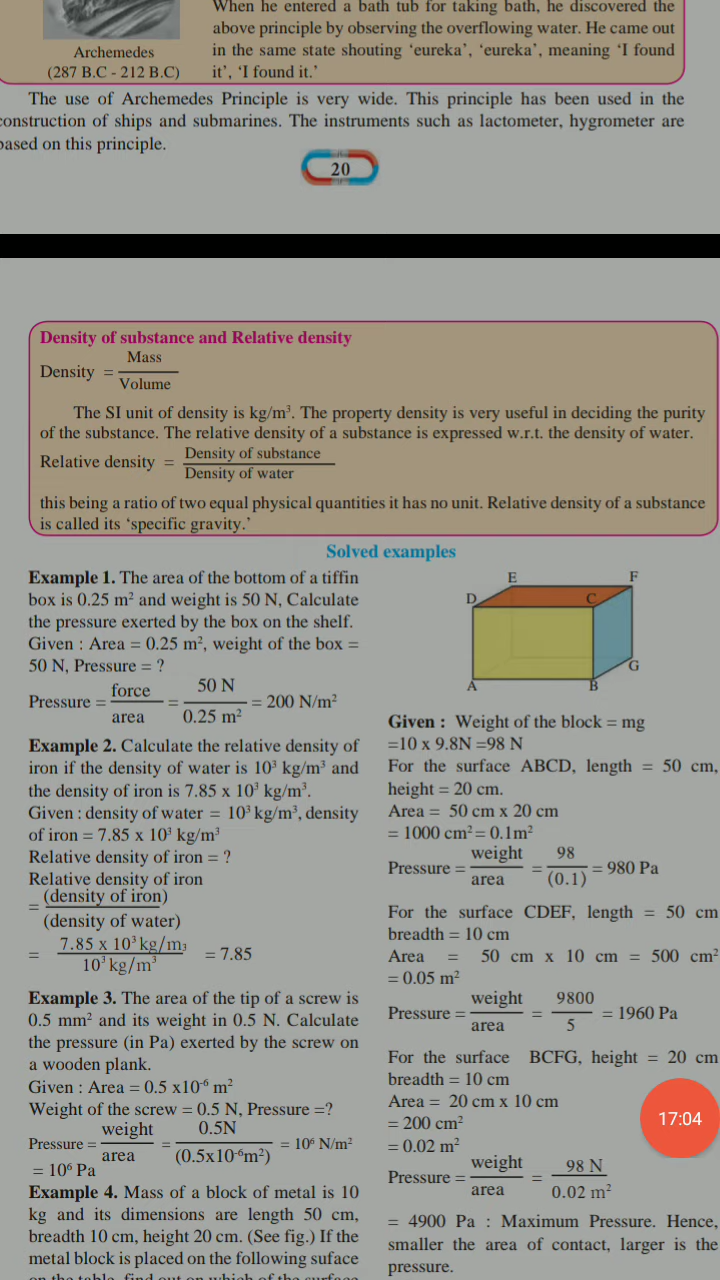 When he entered a bath tub for taking bath, he discovered the
above principle by observing the overflowing water. He came out
in the same state shouting ‘eureka’, ‘eureka’, meaning ‘I found
it’, ‘I found it.’
Archemedes
(287 B.C - 212 B.C)
The use of Archemedes Principle is very wide. This principle has been used in the
construction of ships and submarines. The instruments such as lactometer, hygrometer are
based on this principle.
20
Density of substance and Relative density
Density = Mass / Volume
The SI unit of density is kg/m³. The property density is very useful in deciding the purity
of the substance. The relative density of a substance is expressed w.r.t. the density of water.
Relative density = Density of substance / Density of water
this being a ratio of two equal physical quantities it has no unit. Relative density of a substance
is called its ‘specific gravity.’
Solved examples
Example 1. The area of the bottom of a tiffin
box is 0.25 m² and weight is 50 N, Calculate
the pressure exerted by the box on the shelf.
Given : Area = 0.25 m², weight of the box =
50 N, Pressure = ?
Pressure = force / area = 50 N / 0.25 m² = 200 N/m²
Example 2. Calculate the relative density of
iron if the density of water is 10³ kg/m³ and
the density of iron is 7.85 x 10³ kg/m³.
Given : density of water = 10³ kg/m³, density
of iron = 7.85 x 10³ kg/m³
Relative density of iron = ?
Relative density of iron
= (density of iron) / (density of water)
= 7.85 x 10³ kg/m₃ / 10³ kg/m³ = 7.85
Example 3. The area of the tip of a screw is
0.5 mm² and its weight in 0.5 N. Calculate
the pressure (in Pa) exerted by the screw on
a wooden plank.
Given : Area = 0.5 x10⁻⁶ m²
Weight of the screw = 0.5 N, Pressure =?
Pressure = weight / area = 0.5N / (0.5x10⁻⁶m²) = 10⁶ N/m²
= 10⁶ Pa
Example 4. Mass of a block of metal is 10
kg and its dimensions are length 50 cm,
breadth 10 cm, height 20 cm. (See fig.) If the
metal block is placed on the following suface
on the table, find out on which of the surface
E F
D C
G
A B
Given : Weight of the block = mg
=10 x 9.8N =98 N
For the surface ABCD, length = 50 cm,
height = 20 cm.
Area = 50 cm x 20 cm
= 1000 cm²= 0.1m²
Pressure = weight / area = 98 / (0.1) = 980 Pa
For the surface CDEF, length = 50 cm
breadth = 10 cm
Area = 50 cm x 10 cm = 500 cm²
= 0.05 m²
Pressure = weight / area = 9800 / 5 = 1960 Pa
For the surface BCFG, height = 20 cm
breadth = 10 cm
Area = 20 cm x 10 cm
= 200 cm²
= 0.02 m²
Pressure = weight / area = 98 N / 0.02 m²
= 4900 Pa : Maximum Pressure. Hence,
smaller the area of contact, larger is the
pressure.
17:04